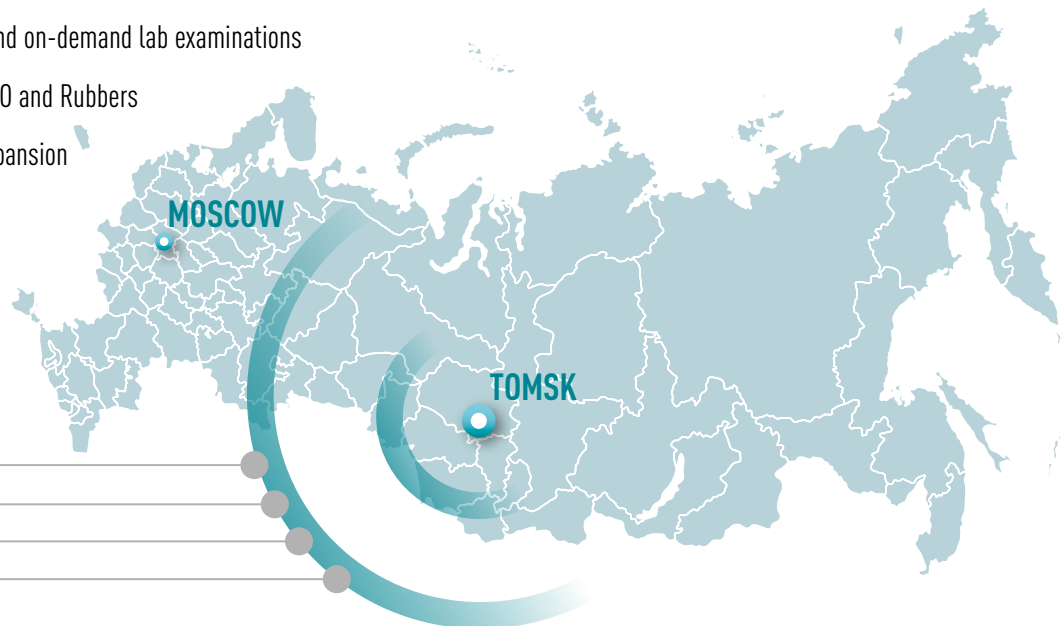 nd on-demand lab examinations
O and Rubbers
pansion
MOSCOW
TOMSK